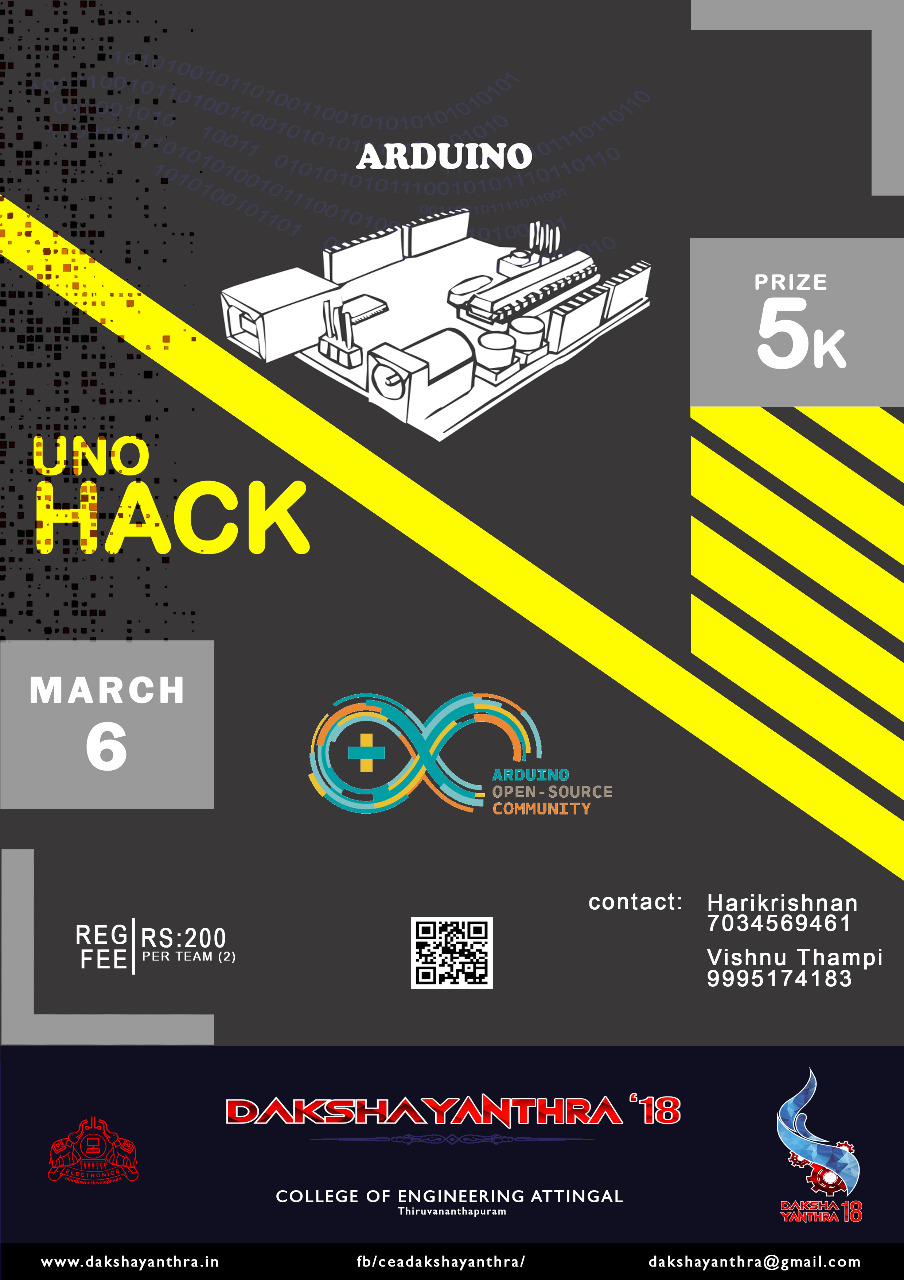 ARDUINO
PRIZE
5K
UNO
HACK
MARCH
6
ARDUINO
OPEN-SOURCE
COMMUNITY
contact:
Harikrishnan
7034569461
Vishnu Thampi
9995174183
REG
FEE
RS:200
PER TEAM (2)
DAKSHAYANTHRA ‘18
COLLEGE OF ENGINEERING ATTINGAL
Thiruvananthapuram
ELECTRONICS
DAKSHA
YANTHRA 18
www.dakshayanthra.in
fb/ceadakshayanthra/
dakshayanthra@gmail.com